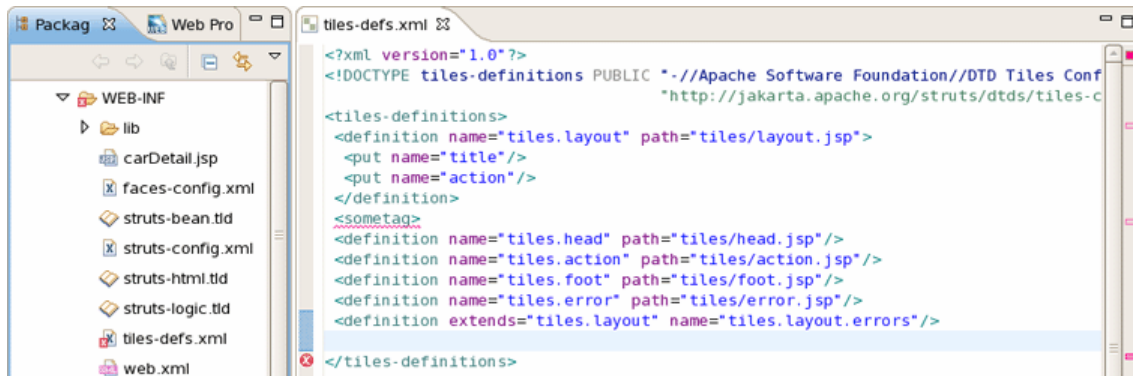 Packag
Web Pro
WEB-INF
lib
carDetail.jsp
faces-config.xml
struts-bean.tld
struts-config.xml
struts-html.tld
struts-logic.tld
tiles-defs.xml
web.xml
tiles-defs.xml
<?xml version="1.0"?>
<!DOCTYPE tiles-definitions PUBLIC "-//Apache Software Foundation//DTD Tiles Conf
"http://jakarta.apache.org/struts/dtds/tiles-c
<tiles-definitions>
<definition name="tiles.layout" path="tiles/layout.jsp">
<put name="title"/>
<put name="action"/>
</definition>
<sometag>
<definition name="tiles.head" path="tiles/head.jsp"/>
<definition name="tiles.action" path="tiles/action.jsp"/>
<definition name="tiles.foot" path="tiles/foot.jsp"/>
<definition name="tiles.error" path="tiles/error.jsp"/>
<definition extends="tiles.layout" name="tiles.layout.errors"/>
</tiles-definitions>